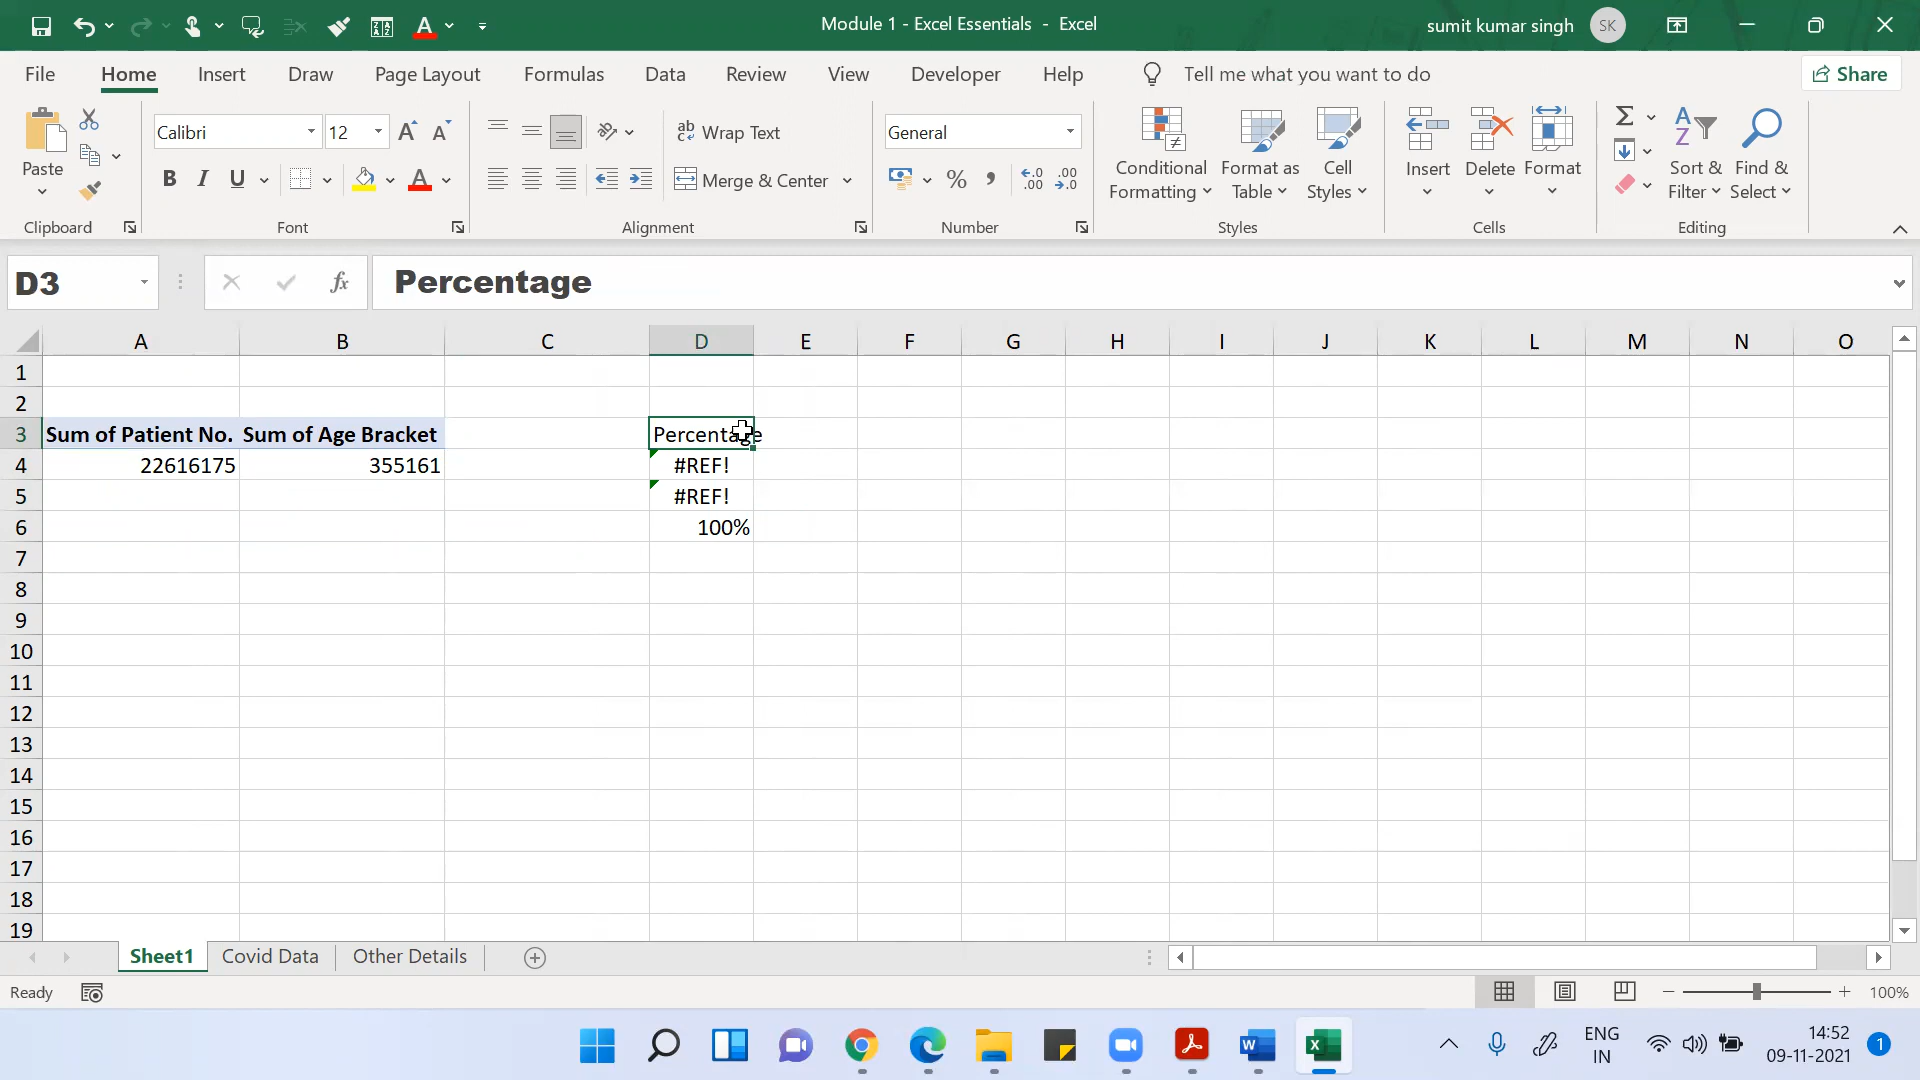 Module 1 - Excel Essentials - Excel
sumit kumar singh SK
File Home Insert Draw Page Layout Formulas Data Review View Developer Help Tell me what you want to do Share
Paste
Clipboard
Calibri 12
B I U
Font
ab Wrap Text
Merge & Center
Alignment
General
% ,
Number
Conditional Formatting
Format as Table
Cell Styles
Styles
Insert
Delete
Format
Cells
Sort & Filter
Find & Select
Editing
D3 fx Percentage
A B C D E F G H I J K L M N O
1
2
3 Sum of Patient No. Sum of Age Bracket Percentage
4 22616175 355161 #REF!
5 #REF!
6 100%
7
8
9
10
11
12
13
14
15
16
17
18
19
Sheet1 Covid Data Other Details
Ready 100%
ENG IN
14:52
09-11-2021
1